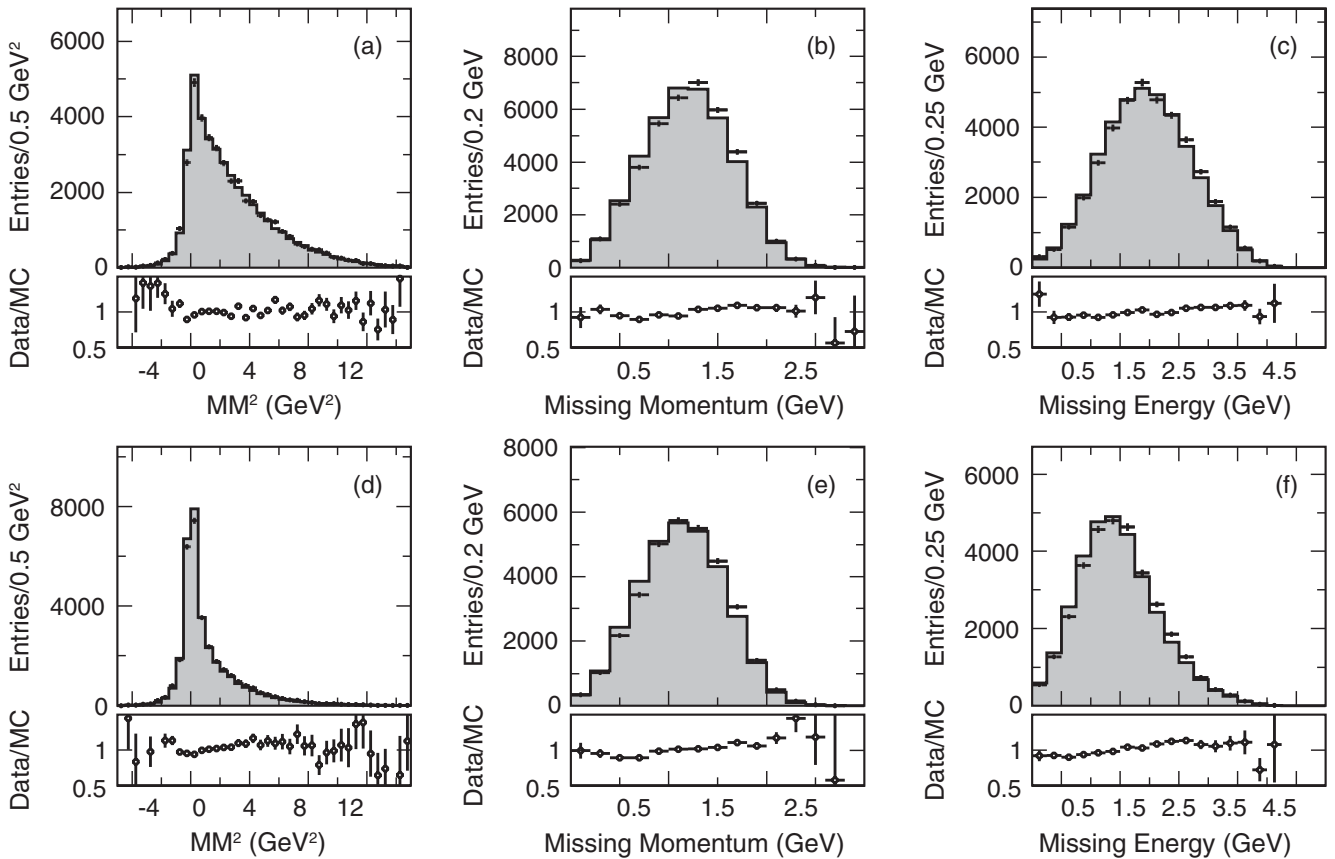 (a)
Entries/0.5 GeV²
6000
4000
2000
0
Data/MC
1
0.5
-4 0 4 8 12
MM² (GeV²)
(b)
Entries/0.2 GeV
8000
6000
4000
2000
0
Data/MC
1
0.5
0.5 1.5 2.5
Missing Momentum (GeV)
(c)
Entries/0.25 GeV
6000
4000
2000
0
Data/MC
1
0.5
0.5 1.5 2.5 3.5 4.5
Missing Energy (GeV)
(d)
Entries/0.5 GeV²
8000
4000
0
Data/MC
1
0.5
-4 0 4 8 12
MM² (GeV²)
(e)
Entries/0.2 GeV
8000
6000
4000
2000
0
Data/MC
1
0.5
0.5 1.5 2.5
Missing Momentum (GeV)
(f)
Entries/0.25 GeV
6000
4000
2000
0
Data/MC
1
0.5
0.5 1.5 2.5 3.5 4.5
Missing Energy (GeV)